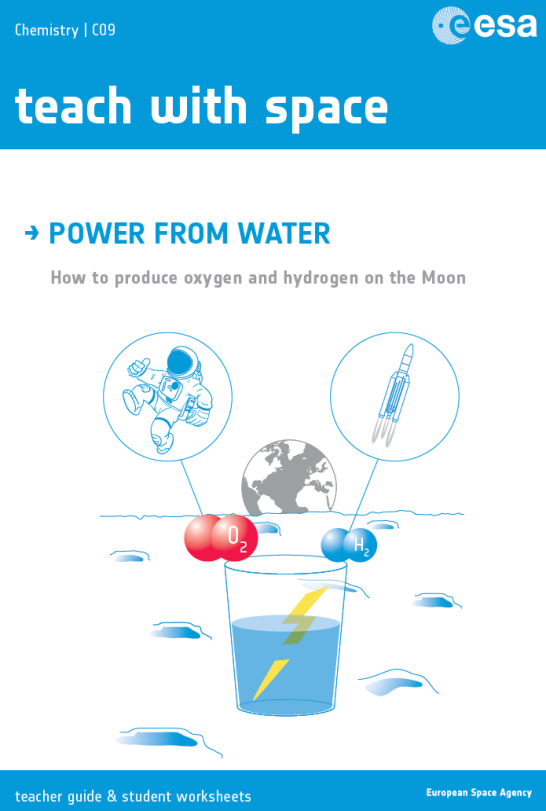 Chemistry | C09
esa
teach with space
→ POWER FROM WATER
How to produce oxygen and hydrogen on the Moon
O2
H2
teacher guide & student worksheets
European Space Agency